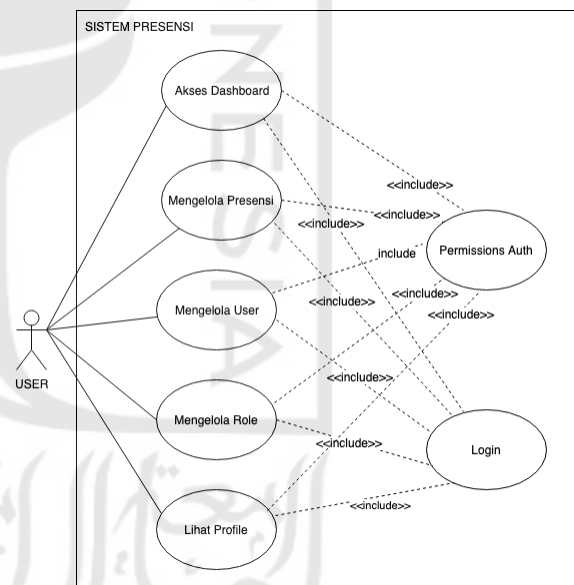 SISTEM PRESENSI
Akses Dashboard
<<include>>
Mengelola Presensi
<<include>>
<<include>>
Permissions Auth
include
Mengelola User
<<include>>
<<include>>
<<include>>
USER
<<include>>
Mengelola Role
<<include>>
Login
<<include>>
Lihat Profile